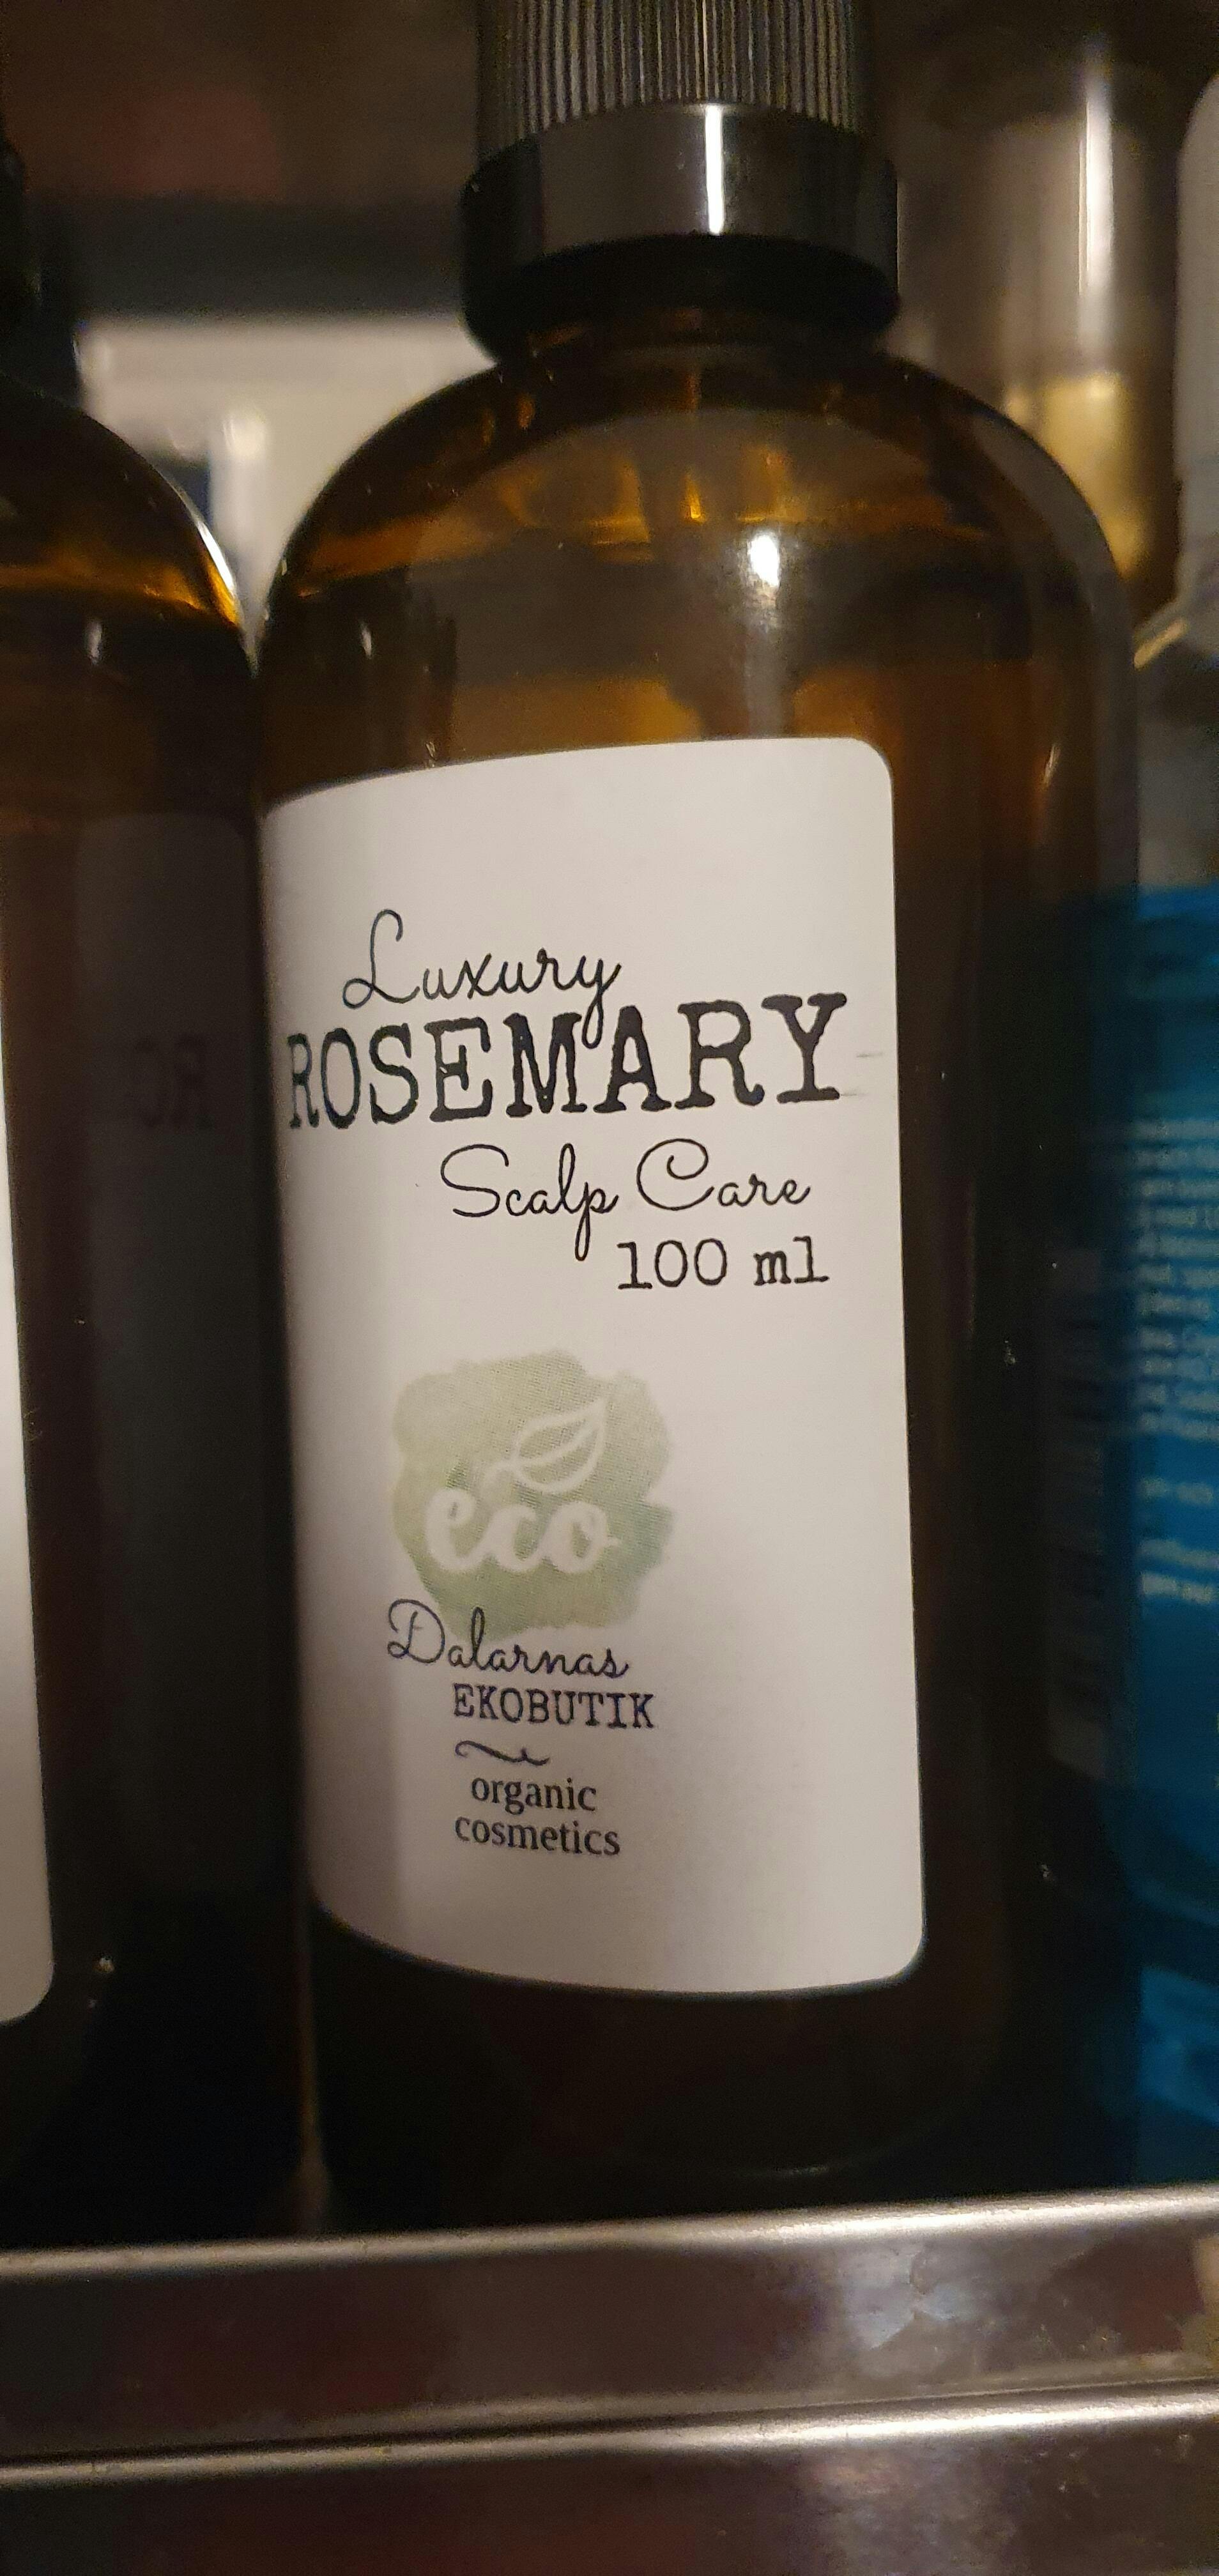 Luxury
ROSEMARY
Scalp Care
100 ml
eco
Dalarnas
EKOBUTIK
organic
cosmetics